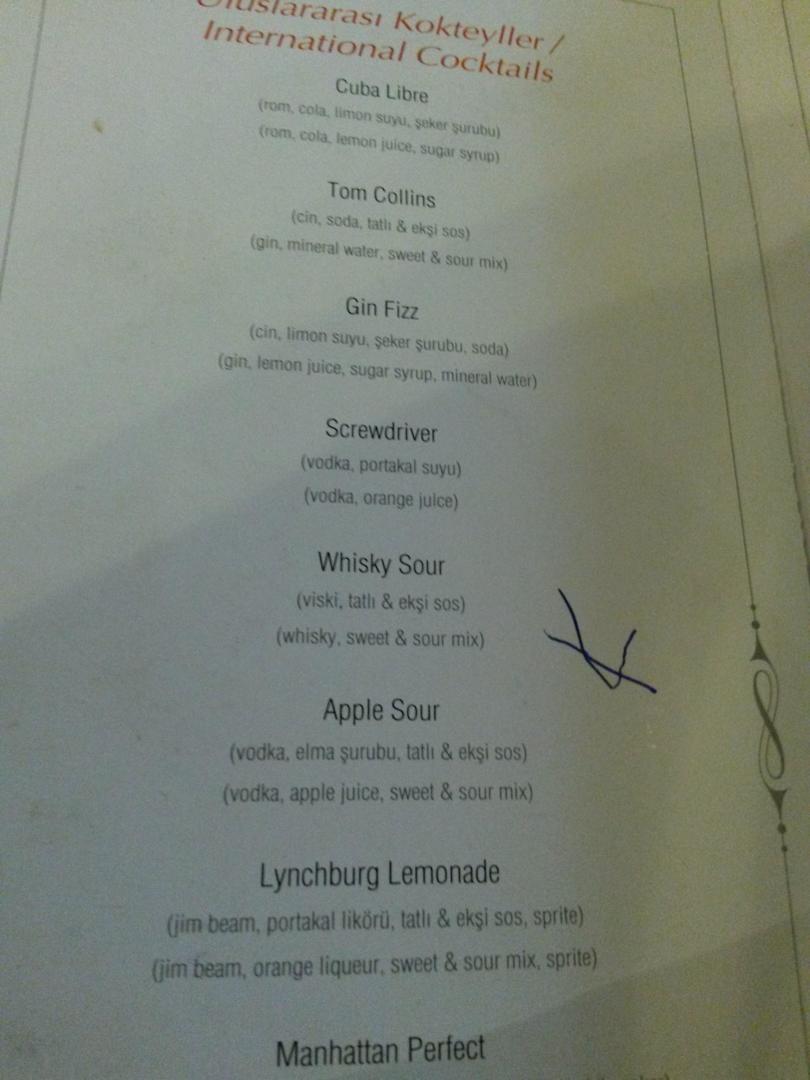 Uluslararası Kokteyller /
International Cocktails
Cuba Libre
(rom, cola, limon suyu, şeker şurubu)
(rom, cola, lemon juice, sugar syrup)
Tom Collins
(cin, soda, tatlı & ekşi sos)
(gin, mineral water, sweet & sour mix)
Gin Fizz
(cin, limon suyu, şeker şurubu, soda)
(gin, lemon juice, sugar syrup, mineral water)
Screwdriver
(vodka, portakal suyu)
(vodka, orange juice)
Whisky Sour
(viski, tatlı & ekşi sos)
(whisky, sweet & sour mix)
Apple Sour
(vodka, elma şurubu, tatlı & ekşi sos)
(vodka, apple juice, sweet & sour mix)
Lynchburg Lemonade
(jim beam, portakal likörü, tatlı & ekşi sos, sprite)
(jim beam, orange liqueur, sweet & sour mix, sprite)
Manhattan Perfect